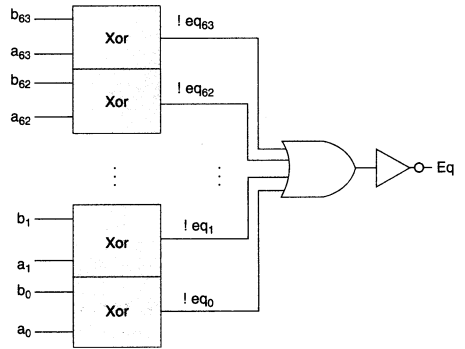 b63
Xor
! eq63
a63
b62
Xor
! eq62
a62
Eq
b1
Xor
! eq1
a1
b0
Xor
! eq0
a0